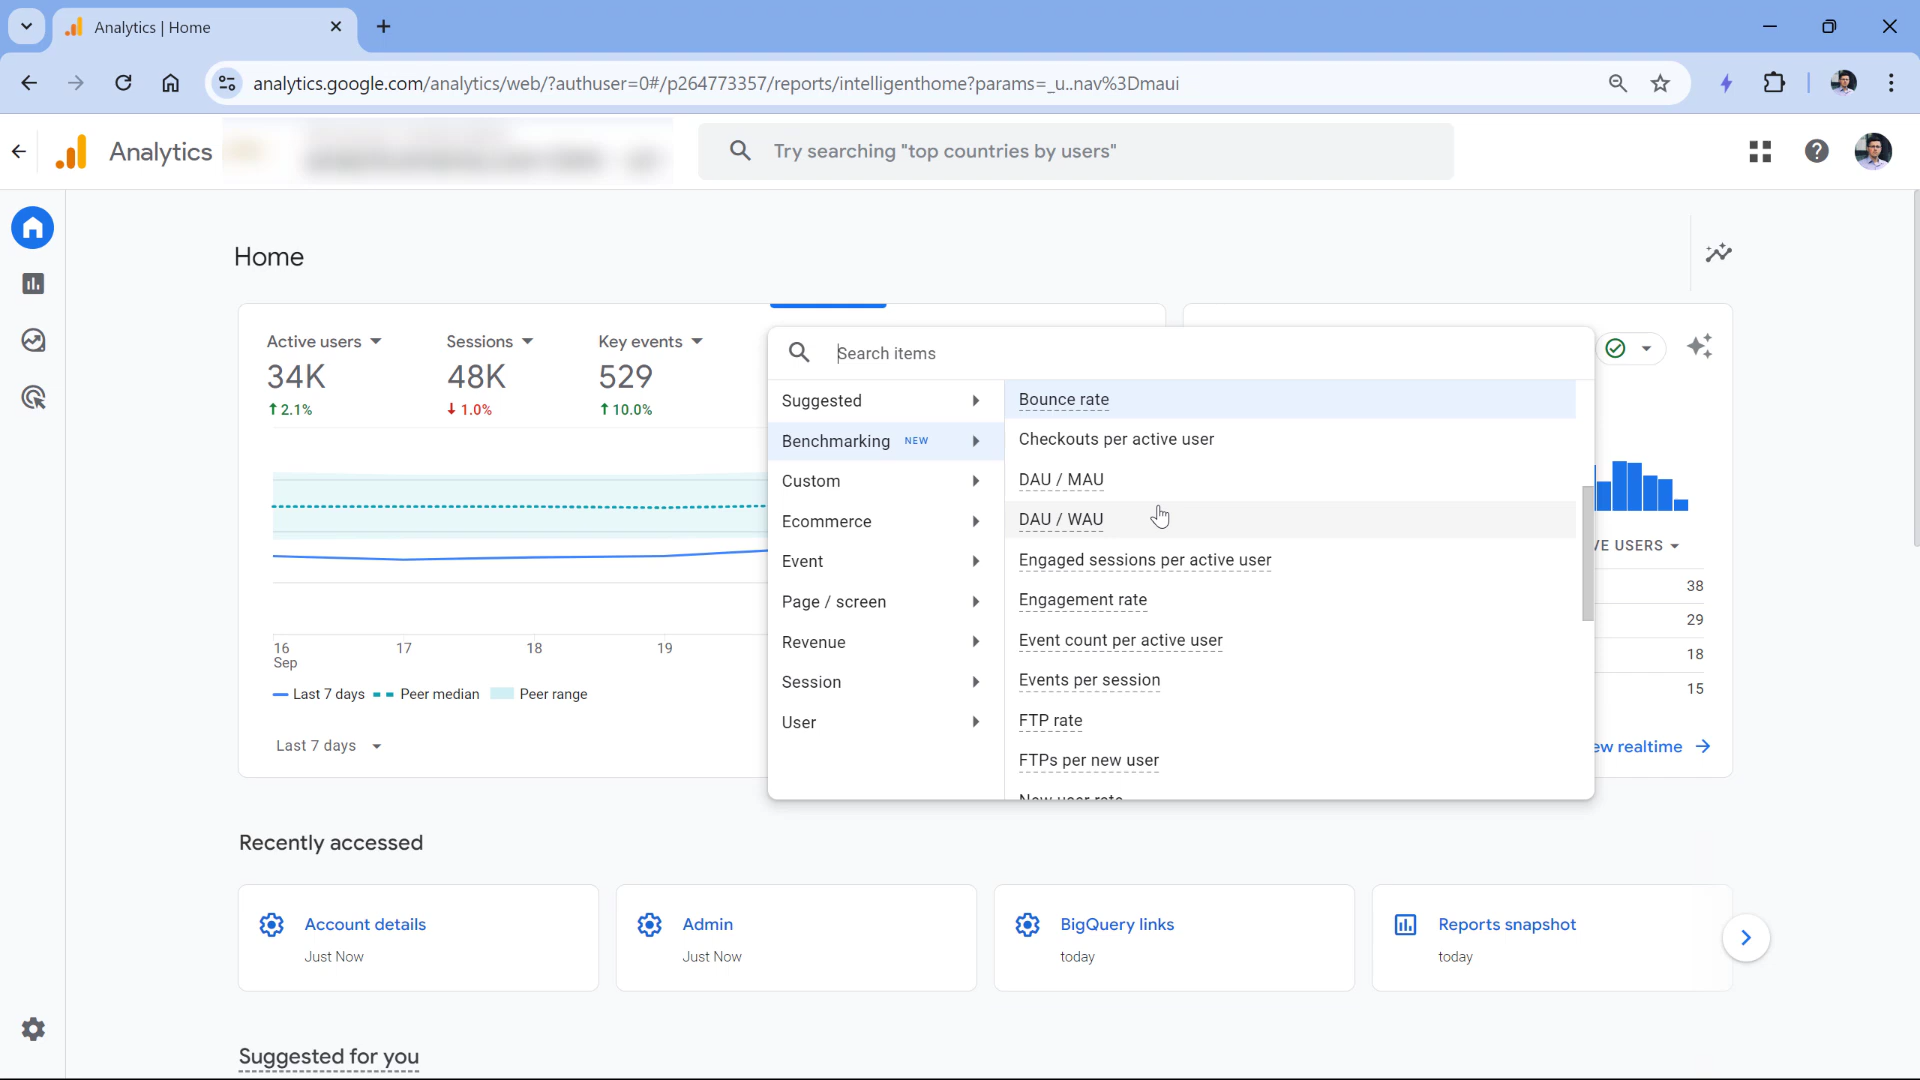 Analytics | Home
analytics.google.com/analytics/web/?authuser=0#/p264773357/reports/intelligenthome?params=_u..nav%3Dmaui
Analytics
Try searching "top countries by users"
Home
Active users
34K
2.1%
Sessions
48K
1.0%
Key events
529
10.0%
16
Sep
17
18
19
Last 7 days
Peer median
Peer range
Last 7 days
Search items
Suggested
Benchmarking NEW
Custom
Ecommerce
Event
Page / screen
Revenue
Session
User
Bounce rate
Checkouts per active user
DAU / MAU
DAU / WAU
Engaged sessions per active user
Engagement rate
Event count per active user
Events per session
FTP rate
FTPs per new user
New user rate
USERS
38
29
18
15
realtime
Recently accessed
Account details
Just Now
Admin
Just Now
BigQuery links
today
Reports snapshot
today
Suggested for you